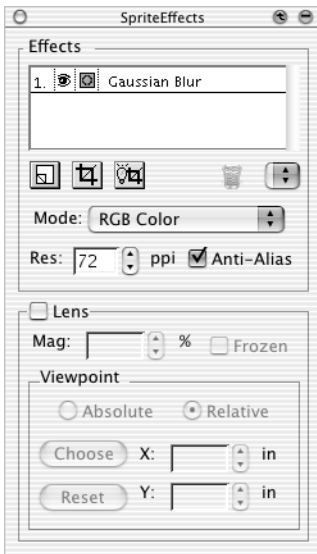 SpriteEffects
Effects
1. Gaussian Blur
Mode: RGB Color
Res: 72 ppi Anti-Alias
Lens
Mag: % Frozen
Viewpoint
Absolute Relative
Choose X: in
Reset Y: in